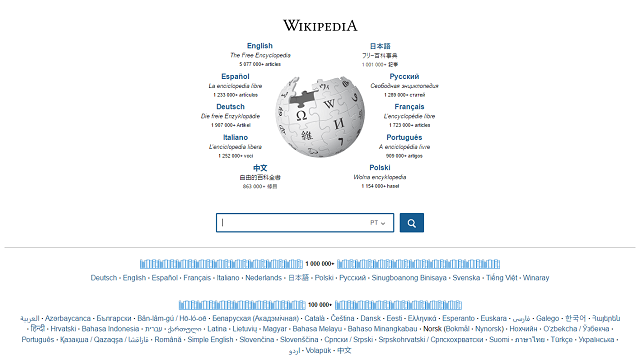 WIKIPEDIA
English
The Free Encyclopedia
5 077 000+ articles
日本語
フリー百科事典
1 001 000+ 記事
Español
La enciclopedia libre
1 233 000+ artículos
Русский
Свободная энциклопедия
1 289 000+ статей
Deutsch
Die freie Enzyklopädie
1 907 000+ Artikel
Français
L'encyclopédie libre
1 723 000+ articles
Italiano
L'enciclopedia libera
1 252 000+ voci
Português
A enciclopédia livre
906 000+ artigos
中文
自由的百科全書
863 000+ 條目
Polski
Wolna encyklopedia
1 154 000+ haseł
Ω W И 維
PT
1 000 000+
Deutsch • English • Español • Français • Italiano • Nederlands • 日本語 • Polski • Русский • Sinugboanong Binisaya • Svenska • Tiếng Việt • Winaray
100 000+
العربية • Azərbaycanca • Български • Bân-lâm-gú / Hō-ló-oē • Беларуская (Акадэмічная) • Català • Čeština • Dansk • Eesti • Ελληνικά • Esperanto • Euskara • فارسی • Galego • 한국어 • Հայերեն
• हिन्दी • Hrvatski • Bahasa Indonesia • עברית • ქართული • Latina • Lietuvių • Magyar • Bahasa Melayu • Bahaso Minangkabau • Norsk (Bokmål • Nynorsk) • Нохчийн • Oʻzbekcha / Ўзбекча •
Português • Қазақша / Qazaqşa / قازاقشا • Română • Simple English • Slovenčina • Slovenščina • Српски / Srpski • Srpskohrvatski / Српскохрватски • Suomi • ภาษาไทย • Türkçe • Українська •
اردو • Volapük • 中文